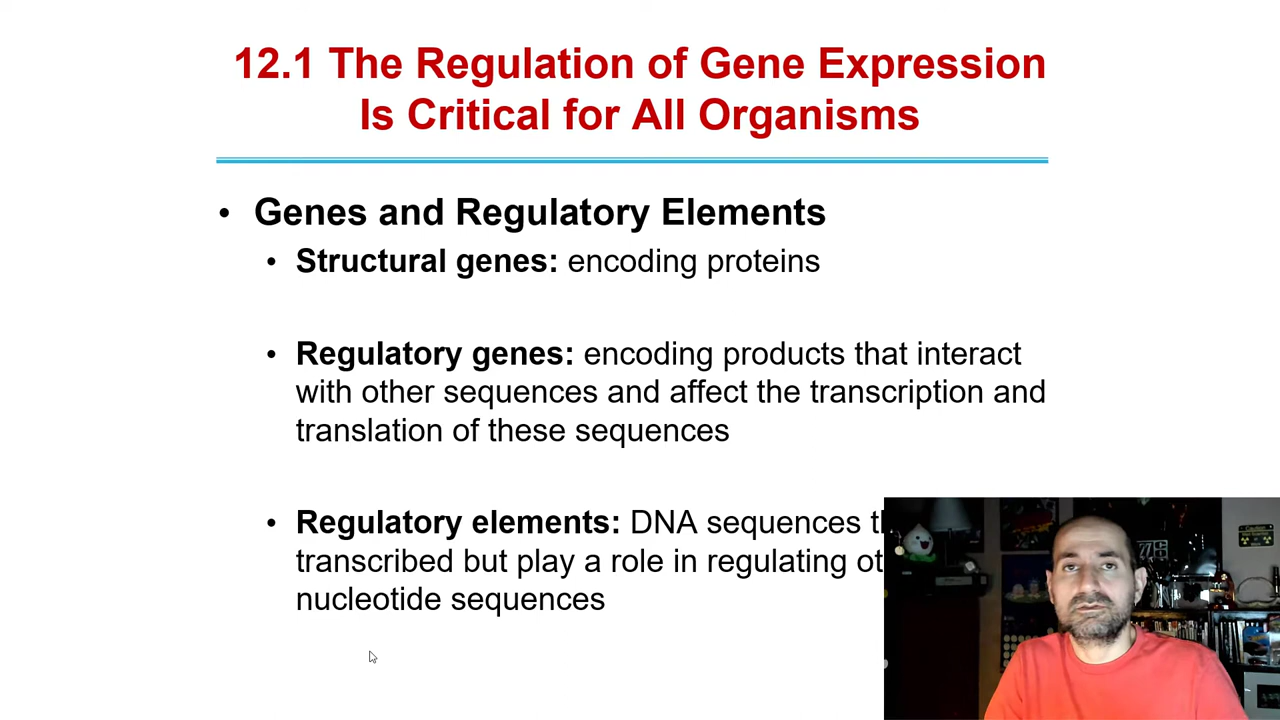 12.1 The Regulation of Gene Expression
Is Critical for All Organisms
• Genes and Regulatory Elements
• Structural genes: encoding proteins
• Regulatory genes: encoding products that interact
with other sequences and affect the transcription and
translation of these sequences
• Regulatory elements: DNA sequences
transcribed but play a role in regulating
nucleotide sequences